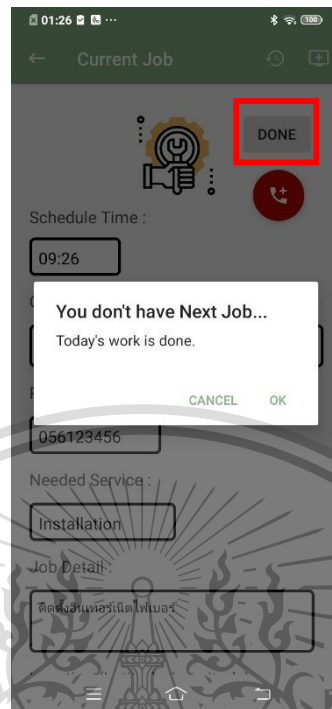 01:26
100
Current Job
DONE
Schedule Time :
09:26
You don't have Next Job...
Today's work is done.
CANCEL OK
056123456
Needed Service :
Installation
Job Detail :
ติดตั้งอินเทอร์เน็ตไฟเบอร์